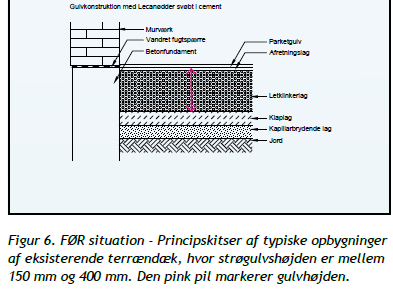 Gulvkonstruktion med Lecanødder svøbt i cement
Murværk
Vandret fugtspærre
Betonfundament
Parketgulv
Afretningslag
Letklinkerlag
Klaplag
Kapillarbrydende lag
Jord
Figur 6. FØR situation - Principskitser af typiske opbygninger
af eksisterende terrændæk, hvor strøgulvshøjden er mellem
150 mm og 400 mm. Den pink pil markerer gulvhøjden.